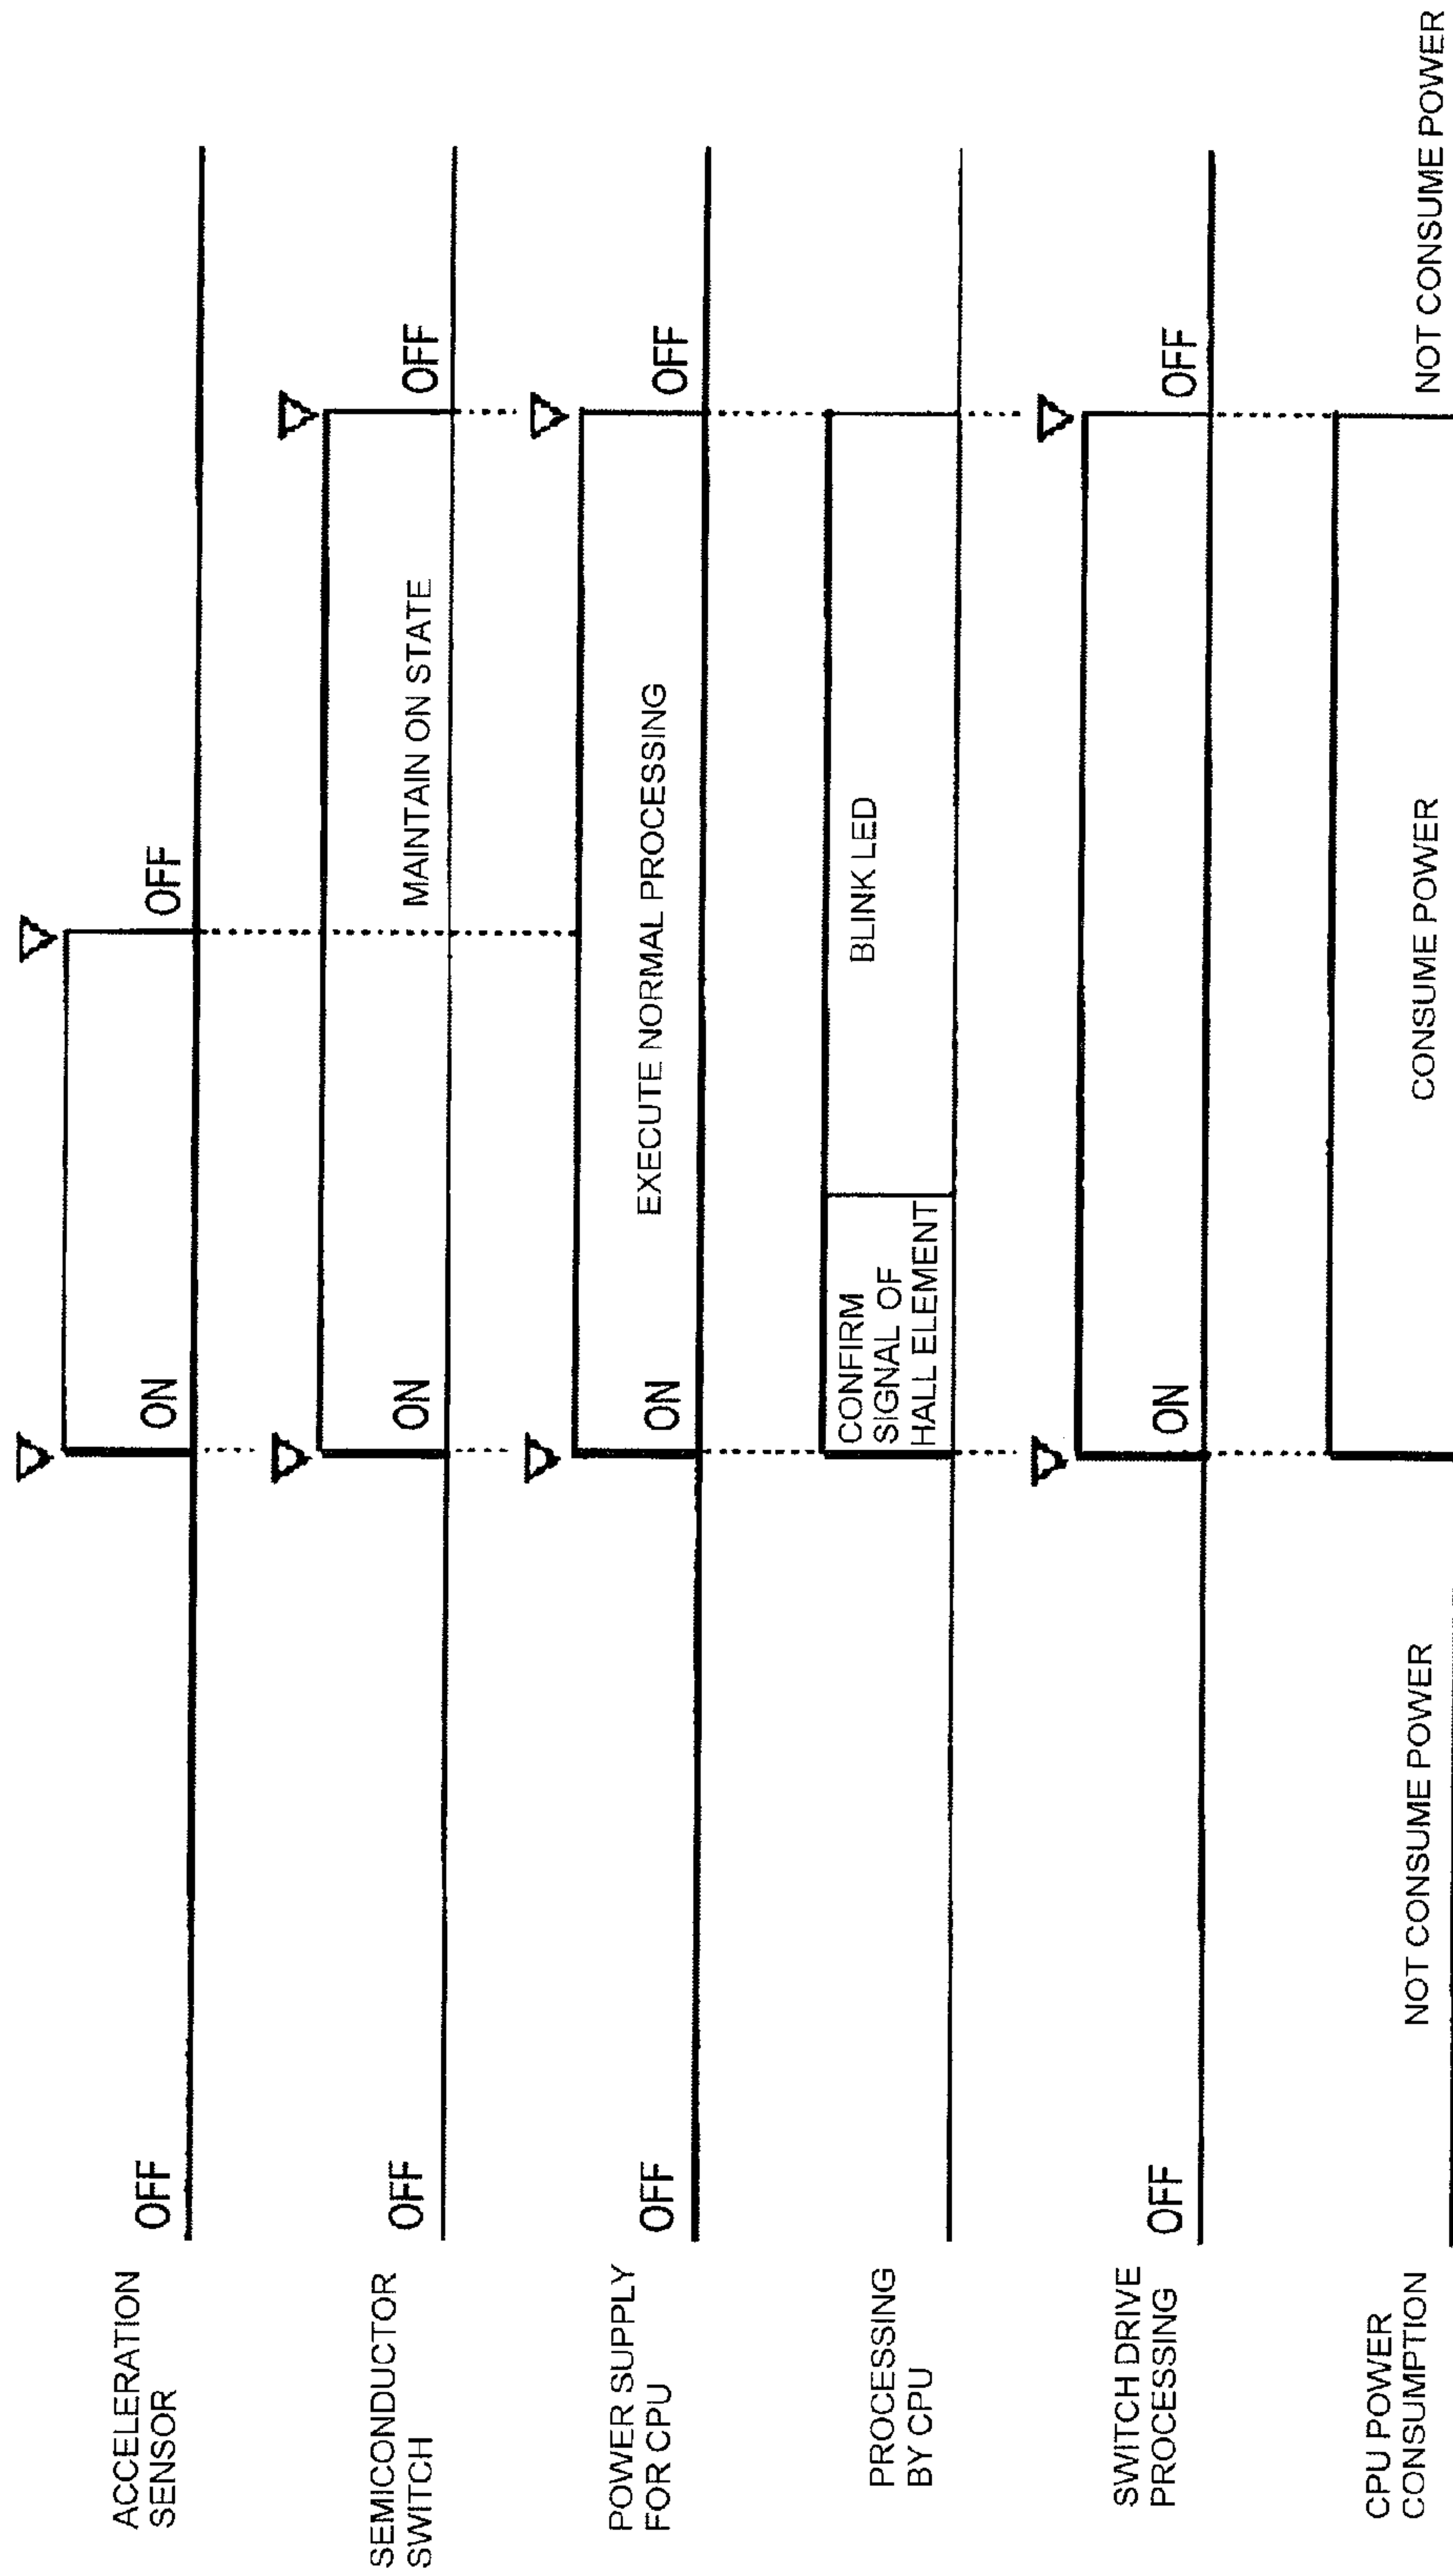 ACCELERATION
SENSOR
OFF
ON
OFF
SEMICONDUCTOR
SWITCH
OFF
ON
MAINTAIN ON STATE
OFF
POWER SUPPLY
FOR CPU
OFF
ON
EXECUTE NORMAL PROCESSING
OFF
PROCESSING
BY CPU
CONFIRM
SIGNAL OF
HALL ELEMENT
BLINK LED
SWITCH DRIVE
PROCESSING
OFF
ON
OFF
CPU POWER
CONSUMPTION
NOT CONSUME POWER
CONSUME POWER
NOT CONSUME POWER